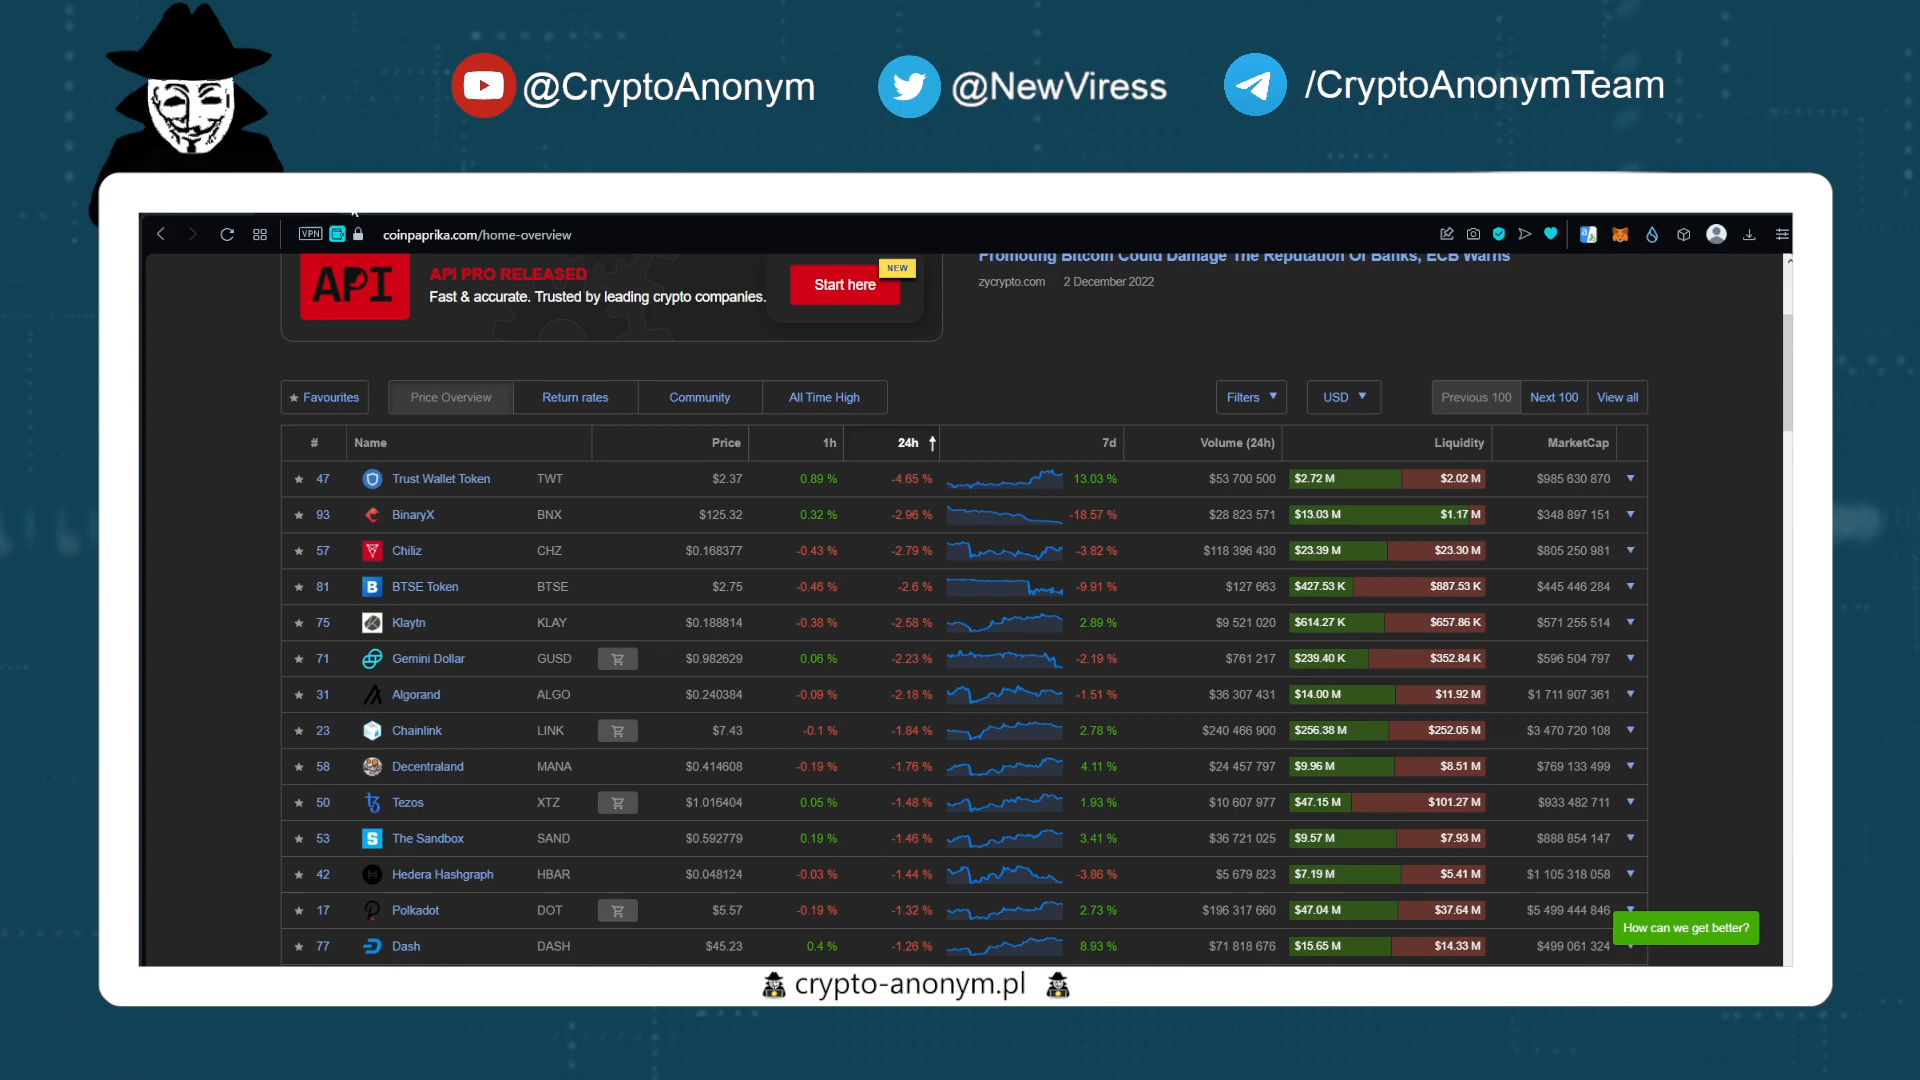 @CryptoAnonym @NewViress /CryptoAnonymTeam
VPN coinpaprika.com/home-overview
API API PRO RELEASED NEW
Fast & accurate. Trusted by leading crypto companies. Start here
Promoting Bitcoin Could Damage The Reputation Of Banks, ECB Warns
zycrypto.com 2 December 2022
Favourites Price Overview Return rates Community All Time High Filters USD Previous 100 Next 100 View all
# Name Price 1h 24h 7d Volume (24h) Liquidity MarketCap
47 Trust Wallet Token TWT $2.37 0.89 % -4.65 % 13.03 % $53 700 500 $2.72 M $2.02 M $985 630 870
93 BinaryX BNX $125.32 0.32 % -2.96 % -18.57 % $28 823 571 $13.03 M $1.17 M $348 897 151
57 Chiliz CHZ $0.168377 -0.43 % -2.79 % -3.82 % $118 396 430 $23.39 M $23.30 M $805 250 981
81 BTSE Token BTSE $2.75 -0.46 % -2.6 % -9.91 % $127 663 $427.53 K $887.53 K $445 446 284
75 Klaytn KLAY $0.188814 -0.38 % -2.58 % 2.89 % $9 521 020 $614.27 K $657.86 K $571 255 514
71 Gemini Dollar GUSD $0.982629 0.06 % -2.23 % -2.19 % $761 217 $239.40 K $352.84 K $596 504 797
31 Algorand ALGO $0.240384 -0.09 % -2.18 % -1.51 % $36 307 431 $14.00 M $11.92 M $1 711 907 361
23 Chainlink LINK $7.43 -0.1 % -1.84 % 2.78 % $240 466 900 $256.38 M $252.05 M $3 470 720 108
58 Decentraland MANA $0.414608 -0.19 % -1.76 % 4.11 % $24 457 797 $9.96 M $8.51 M $769 133 499
50 Tezos XTZ $1.016404 0.05 % -1.48 % 1.93 % $10 607 977 $47.15 M $101.27 M $933 482 711
53 The Sandbox SAND $0.592779 0.19 % -1.46 % 3.41 % $36 721 025 $9.57 M $7.93 M $888 854 147
42 Hedera Hashgraph HBAR $0.048124 -0.03 % -1.44 % -3.86 % $5 679 823 $7.19 M $5.41 M $1 105 318 058
17 Polkadot DOT $5.57 -0.19 % -1.32 % 2.73 % $196 317 660 $47.04 M $37.64 M $5 499 444 846
How can we get better?
77 Dash DASH $45.23 0.4 % -1.26 % 8.93 % $71 818 676 $15.65 M $14.33 M $499 061 324
crypto-anonym.pl